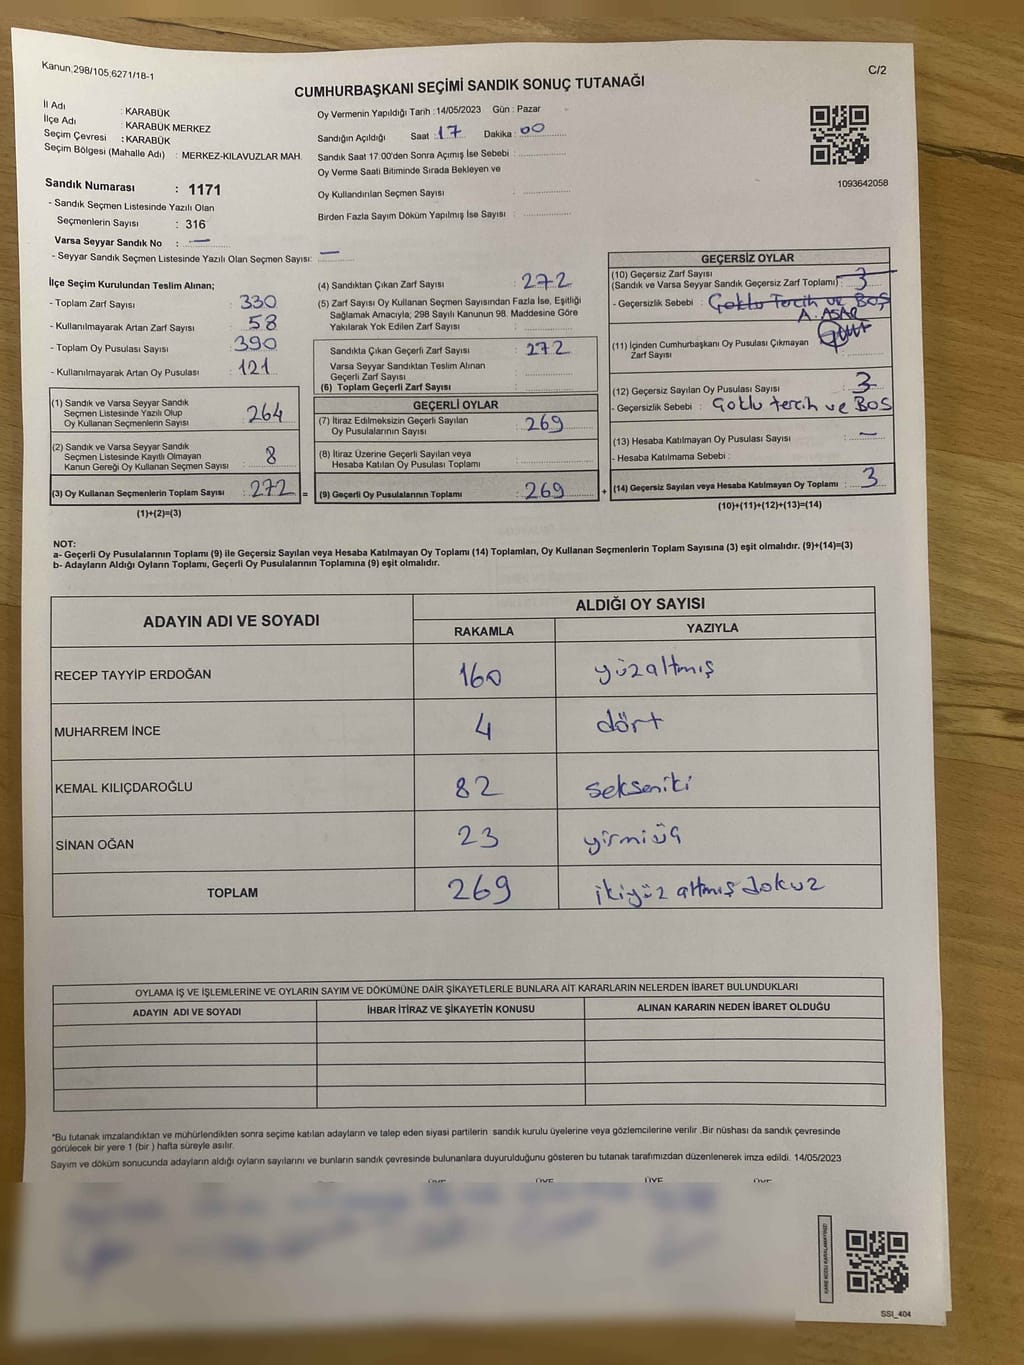 Kanun,298/105,6271/18-1
C/2
CUMHURBAŞKANI SEÇİMİ SANDIK SONUÇ TUTANAĞI
İl Adı : KARABÜK
İlçe Adı : KARABÜK MERKEZ
Seçim Çevresi : KARABÜK
Seçim Bölgesi (Mahalle Adı) : MERKEZ-KILAVUZLAR MAH.
Sandık Numarası : 1171
- Sandık Seçmen Listesinde Yazılı Olan
Seçmenlerin Sayısı : 316
Varsa Seyyar Sandık No : —
- Seyyar Sandık Seçmen Listesinde Yazılı Olan Seçmen Sayısı: —
Oy Vermenin Yapıldığı Tarih :14/05/2023 Gün : Pazar
Sandığın Açıldığı Saat : 17 Dakika : 00
Sandık Saat 17:00'den Sonra Açımış İse Sebebi :
Oy Verme Saati Bitiminde Sırada Bekleyen ve
Oy Kullandırılan Seçmen Sayısı :
Birden Fazla Sayım Döküm Yapılmış İse Sayısı :
1093642058
İlçe Seçim Kurulundan Teslim Alınan;
- Toplam Zarf Sayısı : 330
- Kullanılmayarak Artan Zarf Sayısı : 58
- Toplam Oy Pusulası Sayısı : 390
- Kullanılmayarak Artan Oy Pusulası : 121
(1) Sandık ve Varsa Seyyar Sandık
Seçmen Listesinde Yazılı Olup
Oy Kullanan Seçmenlerin Sayısı : 264
(2) Sandık ve Varsa Seyyar Sandık
Seçmen Listesinde Kayıtlı Olmayan
Kanun Gereği Oy Kullanan Seçmen Sayısı : 8
(3) Oy Kullanan Seçmenlerin Toplam Sayısı : 272 =
(1)+(2)=(3)
(4) Sandıktan Çıkan Zarf Sayısı : 272
(5) Zarf Sayısı Oy Kullanan Seçmen Sayısından Fazla İse, Eşitliği
Sağlamak Amacıyla; 298 Sayılı Kanunun 98. Maddesine Göre
Yakılarak Yok Edilen Zarf Sayısı :
Sandıkta Çıkan Geçerli Zarf Sayısı : 272
Varsa Seyyar Sandıktan Teslim Alınan
Geçerli Zarf Sayısı
(6) Toplam Geçerli Zarf Sayısı :
GEÇERLİ OYLAR
(7) İtiraz Edilmeksizin Geçerli Sayılan
Oy Pusulalarının Sayısı : 269
(8) İtiraz Üzerine Geçerli Sayılan veya
Hesaba Katılan Oy Pusulası Toplamı :
(9) Geçerli Oy Pusulalarının Toplamı : 269 +
GEÇERSİZ OYLAR
(10) Geçersiz Zarf Sayısı
(Sandık ve Varsa Seyyar Sandık Geçersiz Zarf Toplamı) : 3
- Geçersizlik Sebebi : Çoklu Tercih ve BOŞ
A. ASAR
(11) İçinden Cumhurbaşkanı Oy Pusulası Çıkmayan
Zarf Sayısı
(12) Geçersiz Sayılan Oy Pusulası Sayısı : 3
- Geçersizlik Sebebi : Çoklu tercih ve BOŞ
(13) Hesaba Katılmayan Oy Pusulası Sayısı : —
- Hesaba Katılmama Sebebi :
(14) Geçersiz Sayılan veya Hesaba Katılmayan Oy Toplamı : 3
(10)+(11)+(12)+(13)=(14)
NOT:
a- Geçerli Oy Pusulalarının Toplamı (9) ile Geçersiz Sayılan veya Hesaba Katılmayan Oy Toplamı (14) Toplamları, Oy Kullanan Seçmenlerin Toplam Sayısına (3) eşit olmalıdır. (9)+(14)=(3)
b- Adayların Aldığı Oyların Toplamı, Geçerli Oy Pusulalarının Toplamına (9) eşit olmalıdır.
ADAYIN ADI VE SOYADI
ALDIĞI OY SAYISI
RAKAMLA YAZIYLA
RECEP TAYYİP ERDOĞAN 160 yüzaltmış
MUHARREM İNCE 4 dört
KEMAL KILIÇDAROĞLU 82 sekseniki
SİNAN OĞAN 23 yirmiüç
TOPLAM 269 ikiyüz altmış dokuz
OYLAMA İŞ VE İŞLEMLERİNE VE OYLARIN SAYIM VE DÖKÜMÜNE DAİR ŞİKAYETLERLE BUNLARA AİT KARARLARIN NELERDEN İBARET BULUNDUKLARI
ADAYIN ADI VE SOYADI İHBAR İTİRAZ VE ŞİKAYETİN KONUSU ALINAN KARARIN NEDEN İBARET OLDUĞU
*Bu tutanak imzalandıktan ve mühürlendikten sonra seçime katılan adayların ve talep eden siyasi partilerin sandık kurulu üyelerine veya gözlemcilerine verilir .Bir nüshası da sandık çevresinde
görülecek bir yere 1 (bir ) hafta süreyle asılır.
Sayım ve döküm sonucunda adayların aldığı oyların sayılarını ve bunların sandık çevresinde bulunanlara duyurulduğunu gösteren bu tutanak tarafımızdan düzenlenerek imza edildi. 14/05/2023
ÜYE ÜYE ÜYE ÜYE
SSI_404